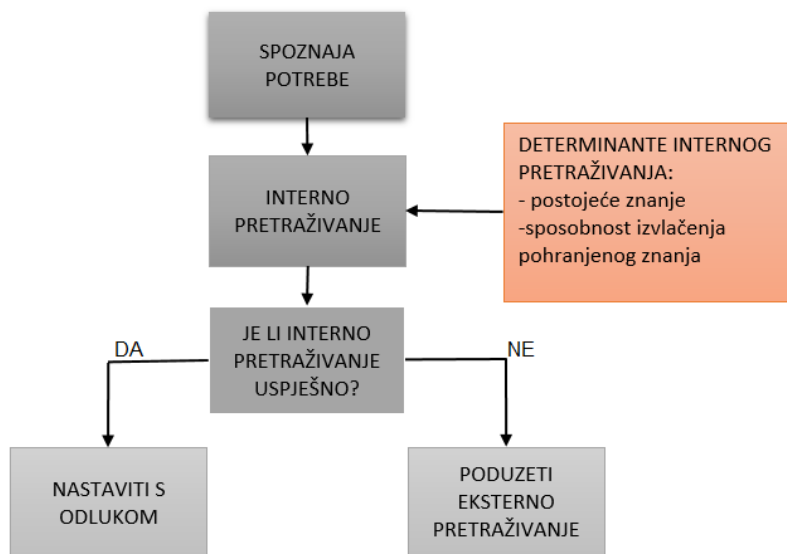 SPOZNAJA
POTREBE
INTERNO
PRETRAŽIVANJE
DETERMINANTE INTERNOG
PRETRAŽIVANJA:
- postojeće znanje
-sposobnost izvlačenja
pohranjenog znanja
JE LI INTERNO
PRETRAŽIVANJE
USPJEŠNO?
DA
NE
NASTAVITI S
ODLUKOM
PODUZETI
EKSTERNO
PRETRAŽIVANJE